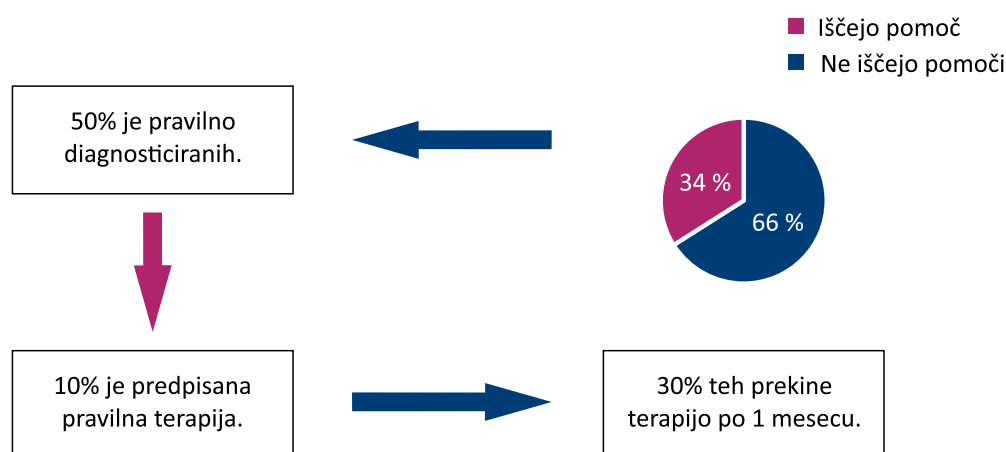 Iščejo pomoč
Ne iščejo pomoči
50% je pravilno
diagnosticiranih.
34 %
66 %
10% je predpisana
pravilna terapija.
30% teh prekine
terapijo po 1 mesecu.